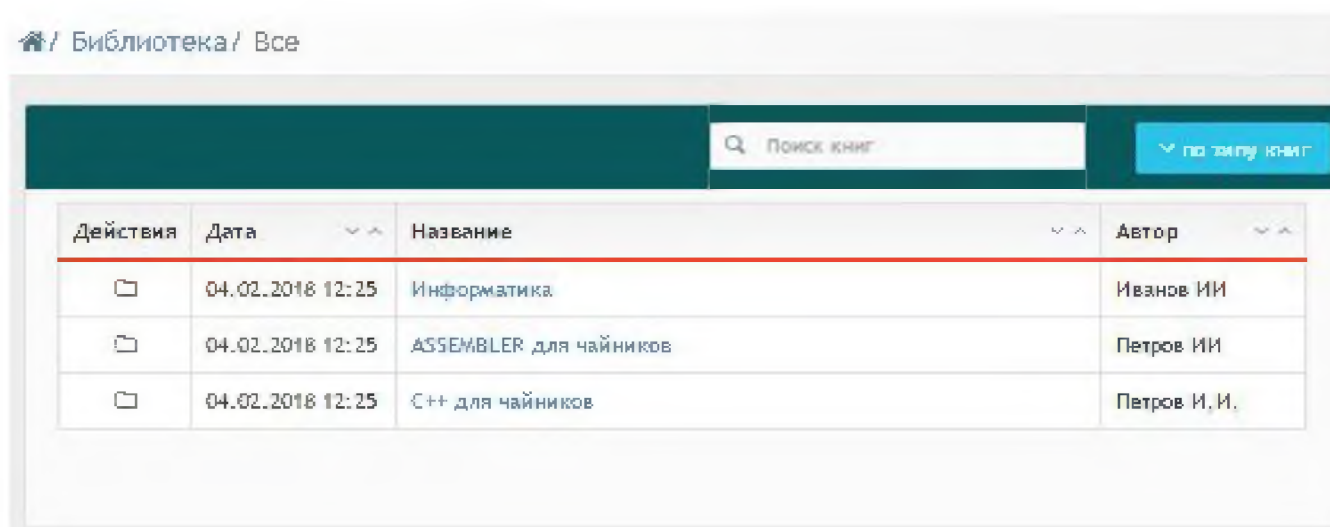 / Библиотека / Все
Поиск книг
по типу книг
Действия Дата Название Автор
04.02.2018 12:25 Информатика Иванов ИИ
04.02.2018 12:25 ASSEMBLER для чайников Петров ИИ
04.02.2018 12:25 C++ для чайников Петров И.И.